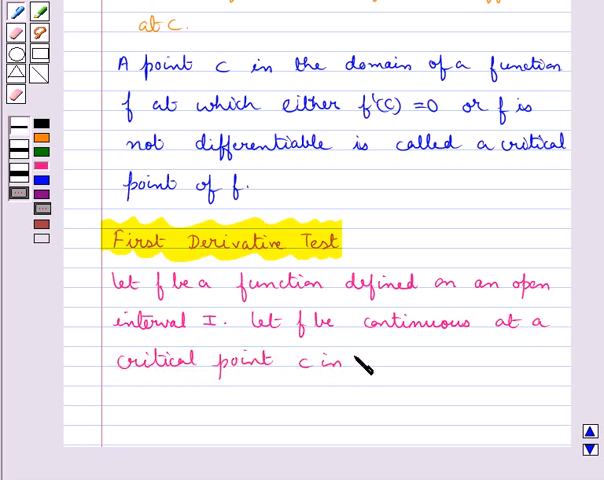 at c.
A point c in the domain of a function
f at which either f'(c) =0 or f is
not differentiable is called a critical
point of f.
First Derivative Test
let f be a function defined on an open
interval I. let f be continuous at a
critical point c in